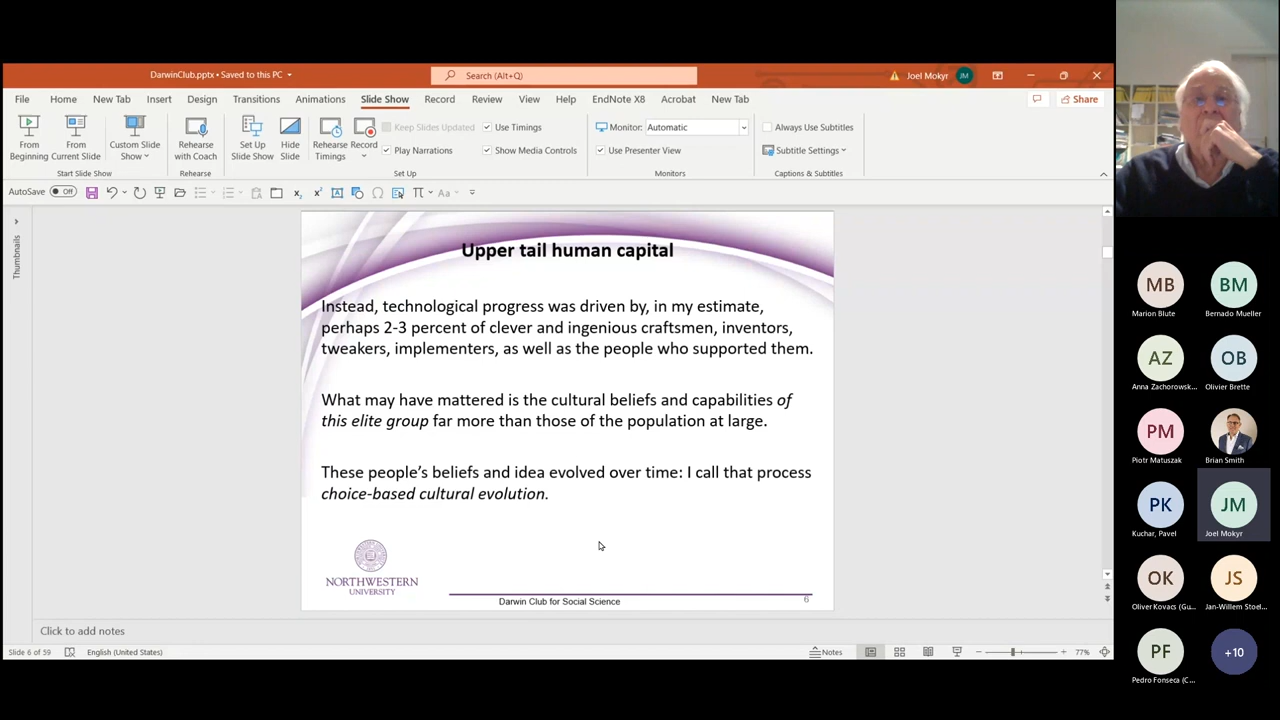 DarwinClub.pptx • Saved to this PC
Search (Alt+Q)
Joel Mokyr
JM
File Home New Tab Insert Design Transitions Animations Slide Show Record Review View Help EndNote X8 Acrobat New Tab
Share
From Beginning
From Current Slide
Custom Slide Show
Start Slide Show
Rehearse with Coach
Rehearse
Set Up Slide Show
Hide Slide
Rehearse Timings
Record
Keep Slides Updated
Play Narrations
Use Timings
Show Media Controls
Set Up
Monitor: Automatic
Use Presenter View
Monitors
Always Use Subtitles
Subtitle Settings
Captions & Subtitles
AutoSave Off
Thumbnails
Upper tail human capital
Instead, technological progress was driven by, in my estimate,
perhaps 2-3 percent of clever and ingenious craftsmen, inventors,
tweakers, implementers, as well as the people who supported them.
What may have mattered is the cultural beliefs and capabilities of
this elite group far more than those of the population at large.
These people’s beliefs and idea evolved over time: I call that process
choice-based cultural evolution.
NORTHWESTERN
UNIVERSITY
Darwin Club for Social Science
6
Click to add notes
Slide 6 of 59
English (United States)
Notes
77%
MB
Marion Blute
BM
Bernado Mueller
AZ
Anna Zachorowsk...
OB
Olivier Brette
PM
Piotr Matuszak
Brian Smith
PK
Kuchar, Pavel
JM
Joel Mokyr
OK
Oliver Kovacs (Gu...
JS
Jan-Willem Stoel...
PF
Pedro Fonseca (C...
+10